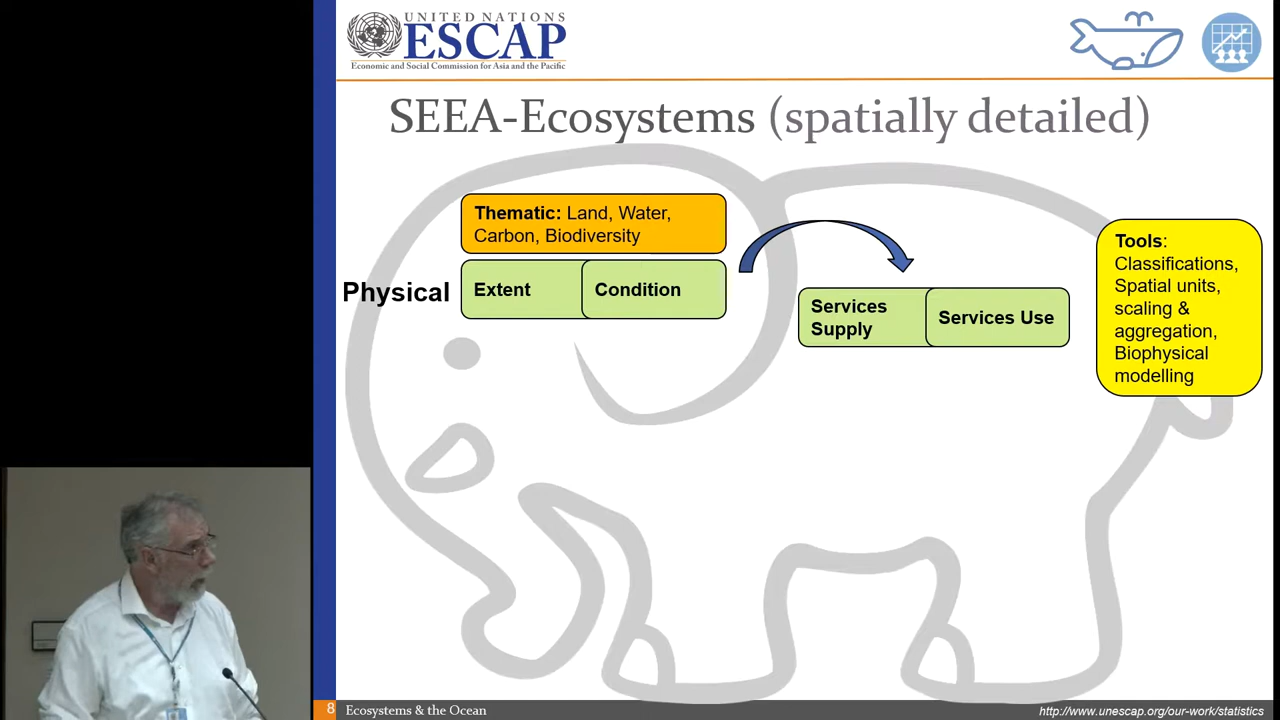 UNITED NATIONS
ESCAP
Economic and Social Commission for Asia and the Pacific
SEEA-Ecosystems (spatially detailed)
Thematic: Land, Water,
Carbon, Biodiversity
Physical
Extent
Condition
Services
Supply
Services Use
Tools:
Classifications,
Spatial units,
scaling &
aggregation,
Biophysical
modelling
8
Ecosystems & the Ocean
http://www.unescap.org/our-work/statistics